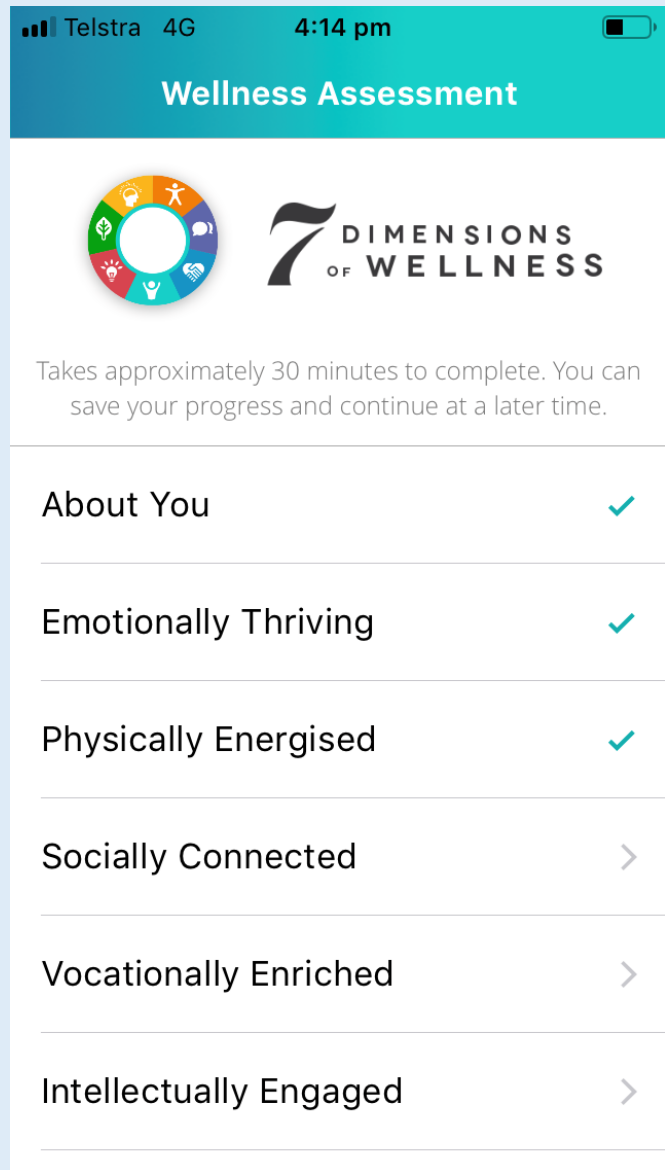 Telstra 4G 4:14 pm
Wellness Assessment
7 DIMENSIONS
OF WELLNESS
Takes approximately 30 minutes to complete. You can
save your progress and continue at a later time.
About You
Emotionally Thriving
Physically Energised
Socially Connected
Vocationally Enriched
Intellectually Engaged